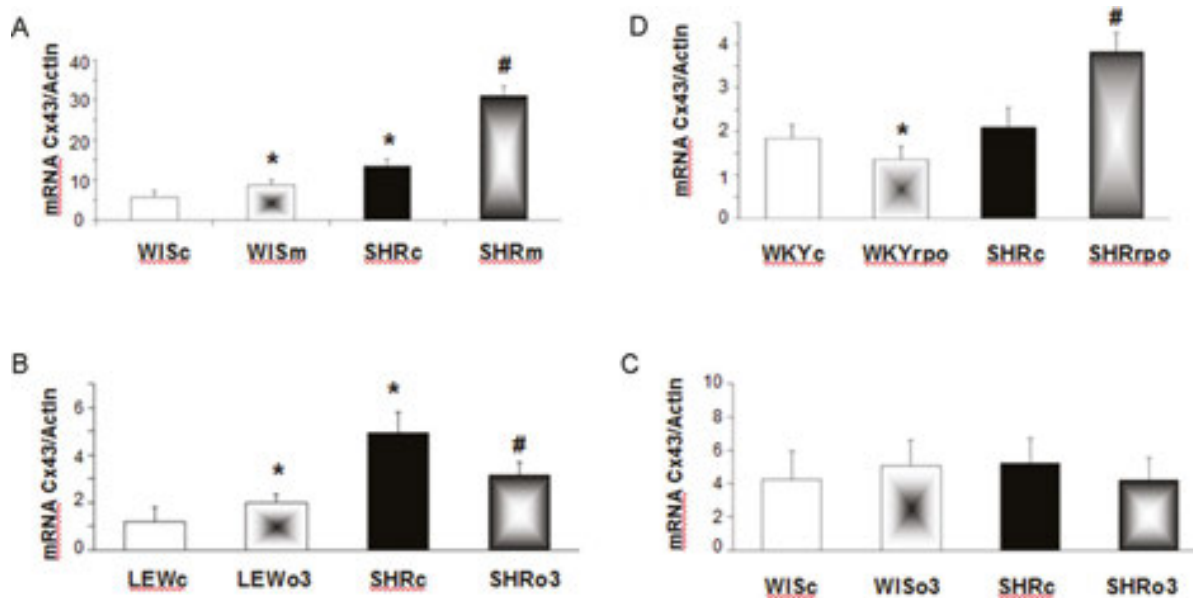 A
mRNA Cx43/Actin
40
30
20
10
0
*
*
#
WISc WISm SHRc SHRm
D
mRNA Cx43/Actin
4
3
2
1
0
*
#
WKYc WKYrpo SHRc SHRrpo
B
mRNA Cx43/Actin
6
4
2
0
*
*
#
LEWc LEWo3 SHRc SHRo3
C
mRNA Cx43/Actin
10
8
6
4
2
0
WISc WISo3 SHRc SHRo3